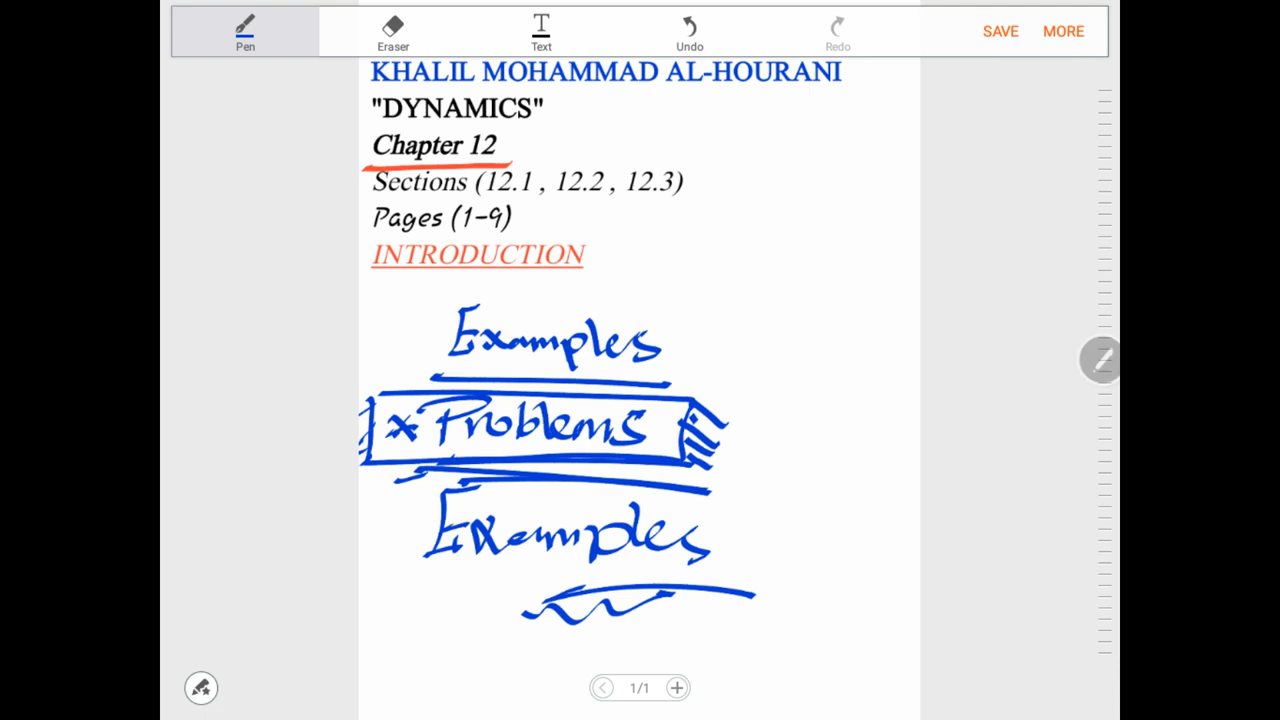 Pen
Eraser
Text
Undo
Redo
SAVE
MORE
KHALIL MOHAMMAD AL-HOURANI
"DYNAMICS"
Chapter 12
Sections (12.1 , 12.2 , 12.3)
Pages (1-9)
INTRODUCTION
Examples
* Problems
Examples
1/1